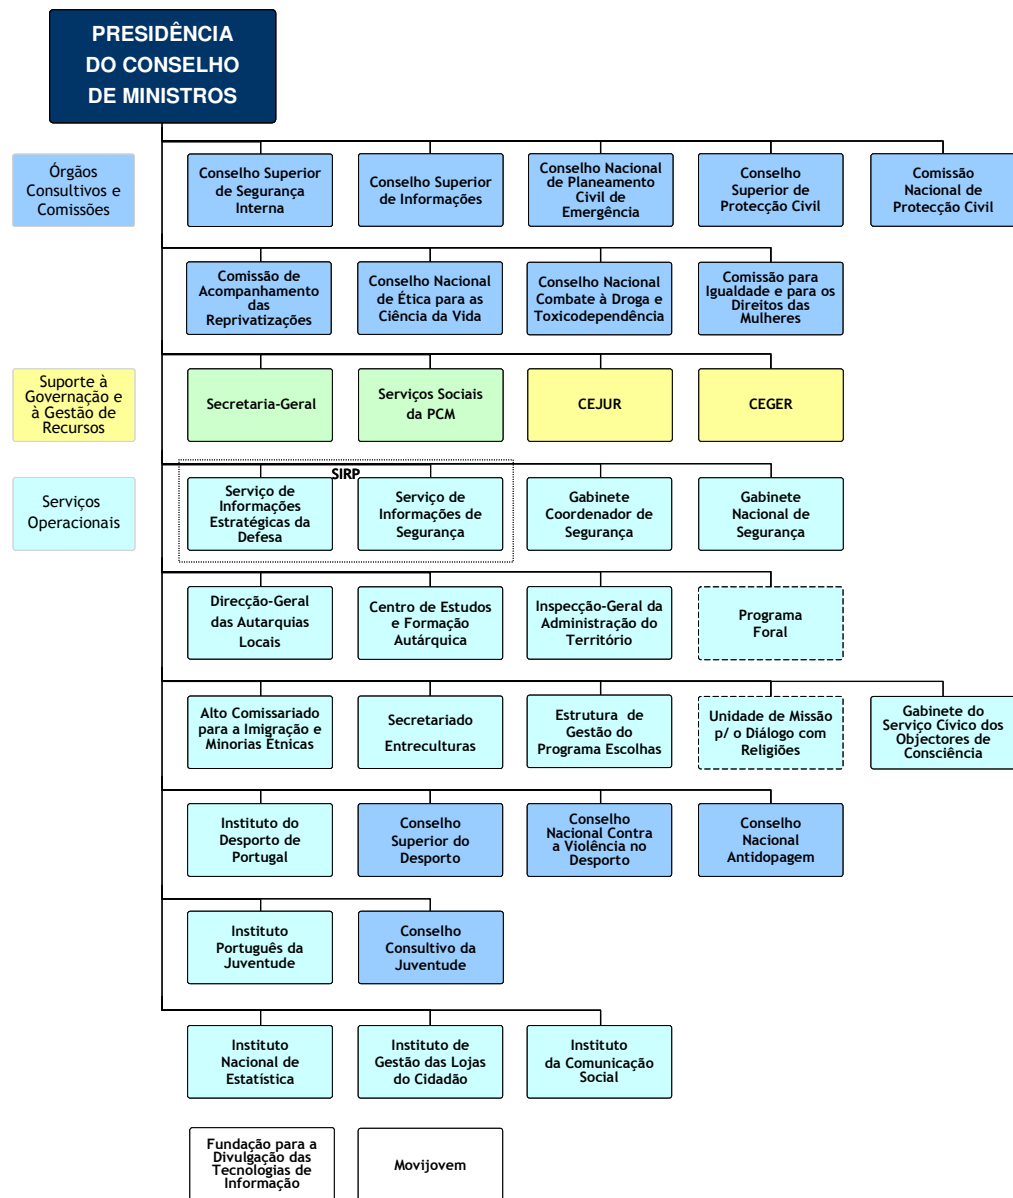 PRESIDÊNCIA
DO CONSELHO
DE MINISTROS
Órgãos
Consultivos e
Comissões
Conselho Superior
de Segurança
Interna
Conselho Superior
de Informações
Conselho Nacional
de Planeamento
Civil de
Emergência
Conselho
Superior de
Protecção Civil
Comissão
Nacional de
Protecção Civil
Comissão de
Acompanhamento
das
Reprivatizações
Conselho Nacional
de Ética para as
Ciência da Vida
Conselho Nacional
Combate à Droga e
Toxicodependência
Comissão para
Igualdade e para os
Direitos das
Mulheres
Suporte à
Governação e
à Gestão de
Recursos
Secretaria-Geral
Serviços Sociais
da PCM
CEJUR
CEGER
SIRP
Serviços
Operacionais
Serviço de
Informações
Estratégicas da
Defesa
Serviço de
Informações de
Segurança
Gabinete
Coordenador de
Segurança
Gabinete
Nacional de
Segurança
Direcção-Geral
das Autarquias
Locais
Centro de Estudos
e Formação
Autárquica
Inspecção-Geral da
Administração do
Território
Programa
Foral
Alto Comissariado
para a Imigração e
Minorias Étnicas
Secretariado
Entreculturas
Estrutura de
Gestão do
Programa Escolhas
Unidade de Missão
p/ o Diálogo com
Religiões
Gabinete do
Serviço Cívico dos
Objectores de
Consciência
Instituto do
Desporto de
Portugal
Conselho
Superior do
Desporto
Conselho
Nacional Contra
a Violência no
Desporto
Conselho
Nacional
Antidopagem
Instituto
Português da
Juventude
Conselho
Consultivo da
Juventude
Instituto
Nacional de
Estatística
Instituto de
Gestão das Lojas
do Cidadão
Instituto
da Comunicação
Social
Fundação para a
Divulgação das
Tecnologias de
Informação
Movijovem